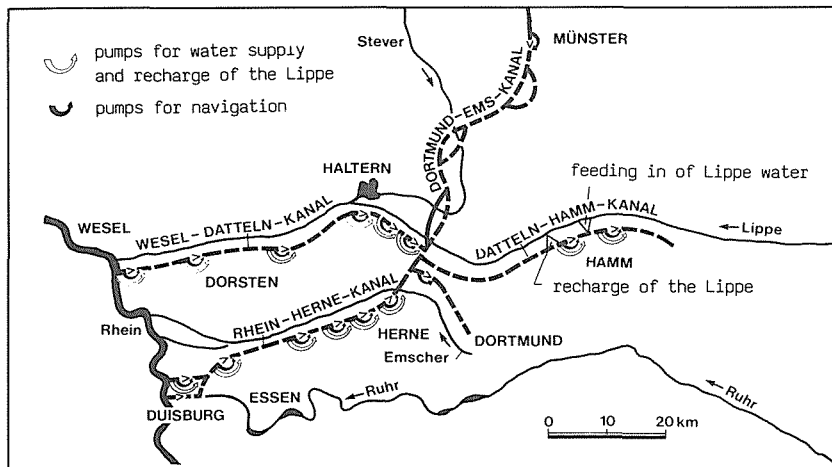 pumps for water supply
and recharge of the Lippe
pumps for navigation
Stever
MÜNSTER
DORTMUND-EMS-KANAL
HALTERN
feeding in of Lippe water
WESEL
WESEL-DATTELN-KANAL
DATTELN-HAMM-KANAL
Lippe
DORSTEN
HAMM
recharge of the Lippe
Rhein
RHEIN-HERNE-KANAL
HERNE
DORTMUND
Emscher
ESSEN
Ruhr
DUISBURG
Ruhr
0 10 20 km